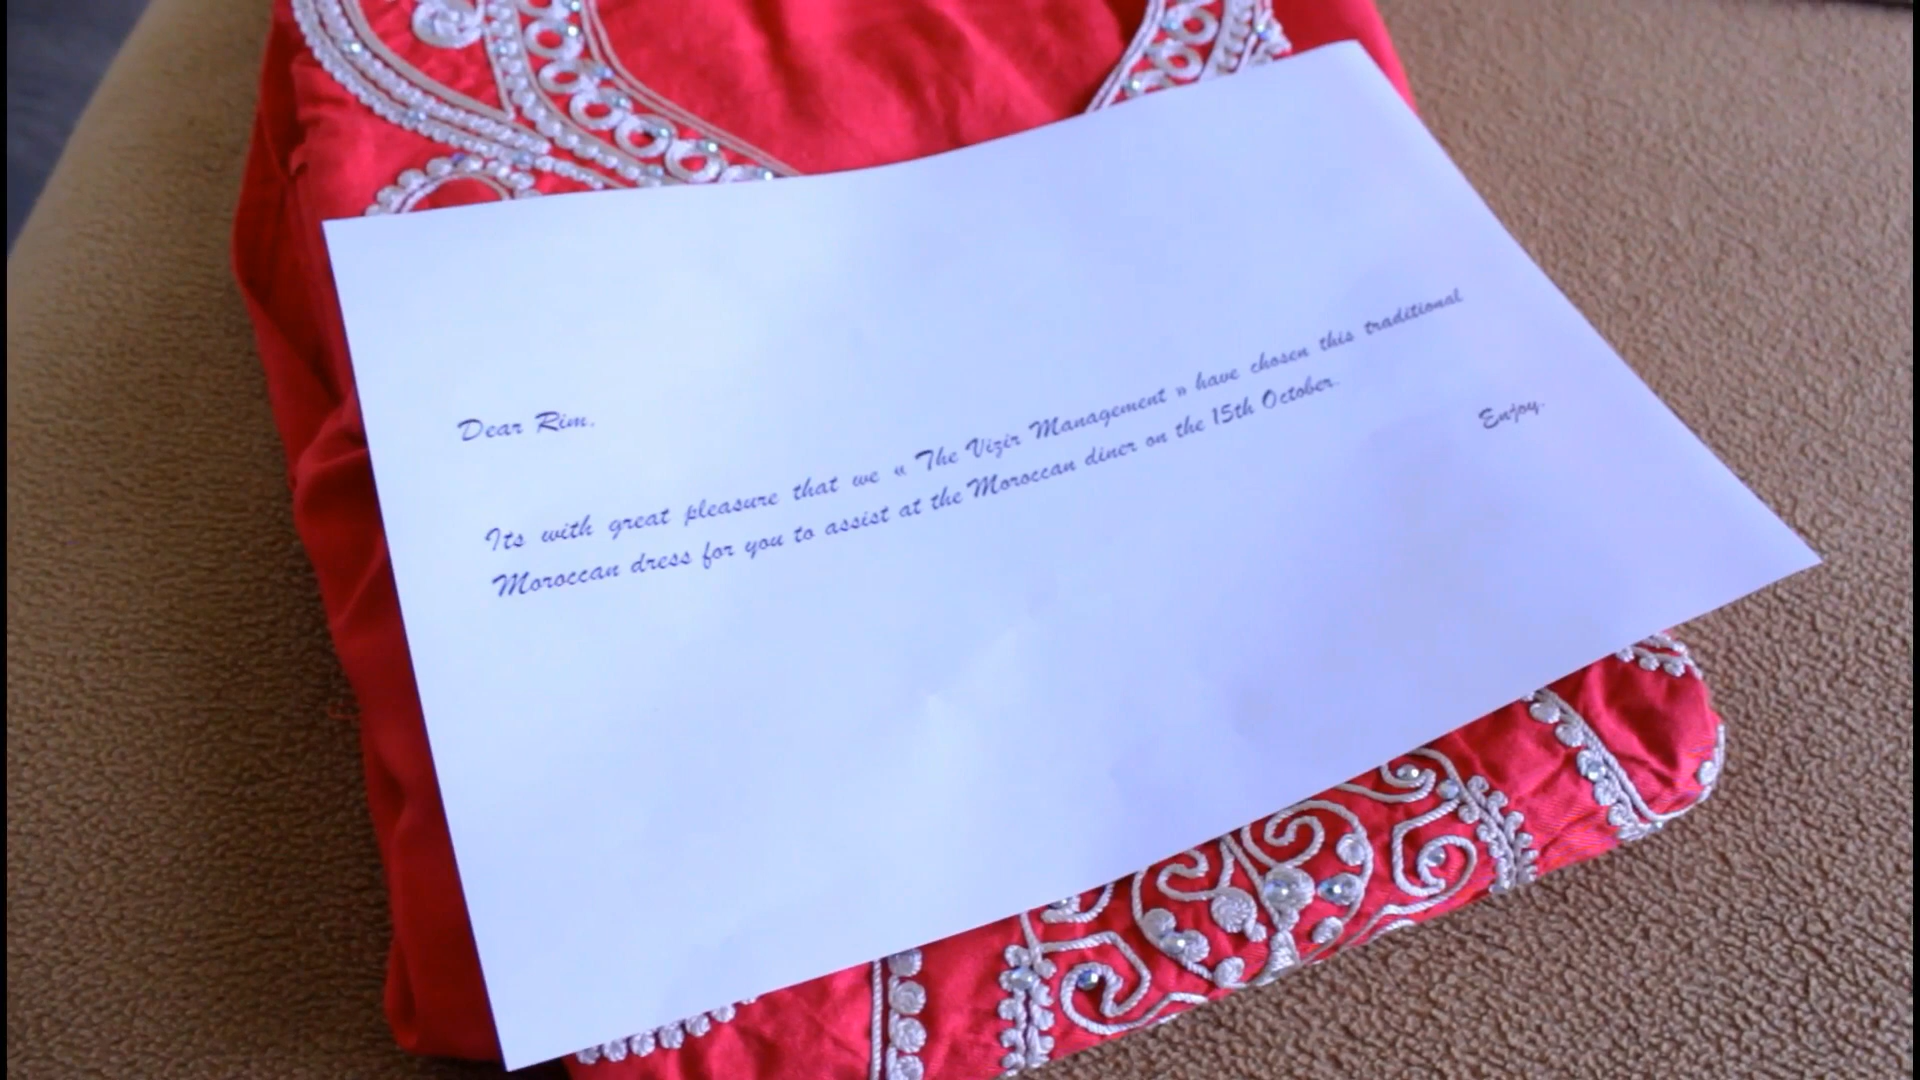 Dear Rim,
Its with great pleasure that we « The Vizir Management » have chosen this traditional
Moroccan dress for you to assist at the Moroccan diner on the 15th October.
Enjoy.